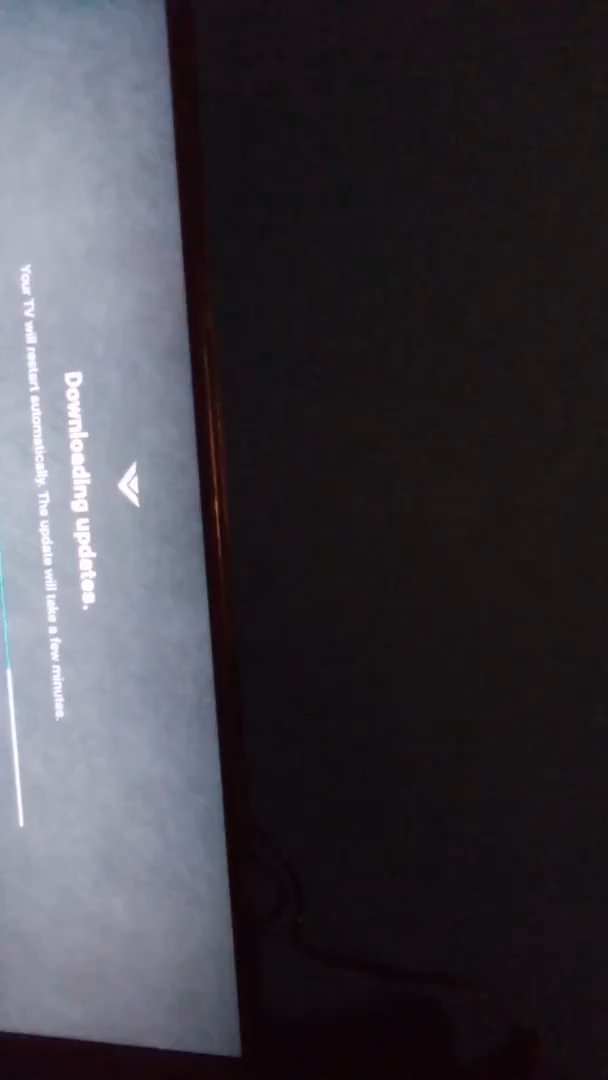 Downloading updates.
Your TV will restart automatically. The update will take a few minutes.